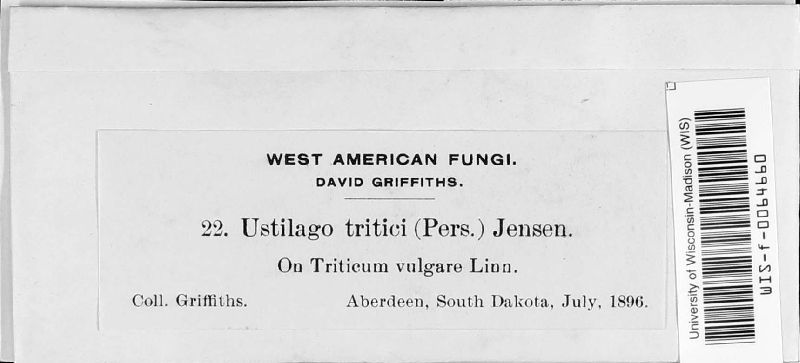 WEST AMERICAN FUNGI.
DAVID GRIFFITHS.
22. Ustilago tritici (Pers.) Jensen.
On Triticum vulgare Linn.
Coll. Griffiths. Aberdeen, South Dakota, July, 1896.
University of Wisconsin-Madison (WIS)
WIS-f-0064660